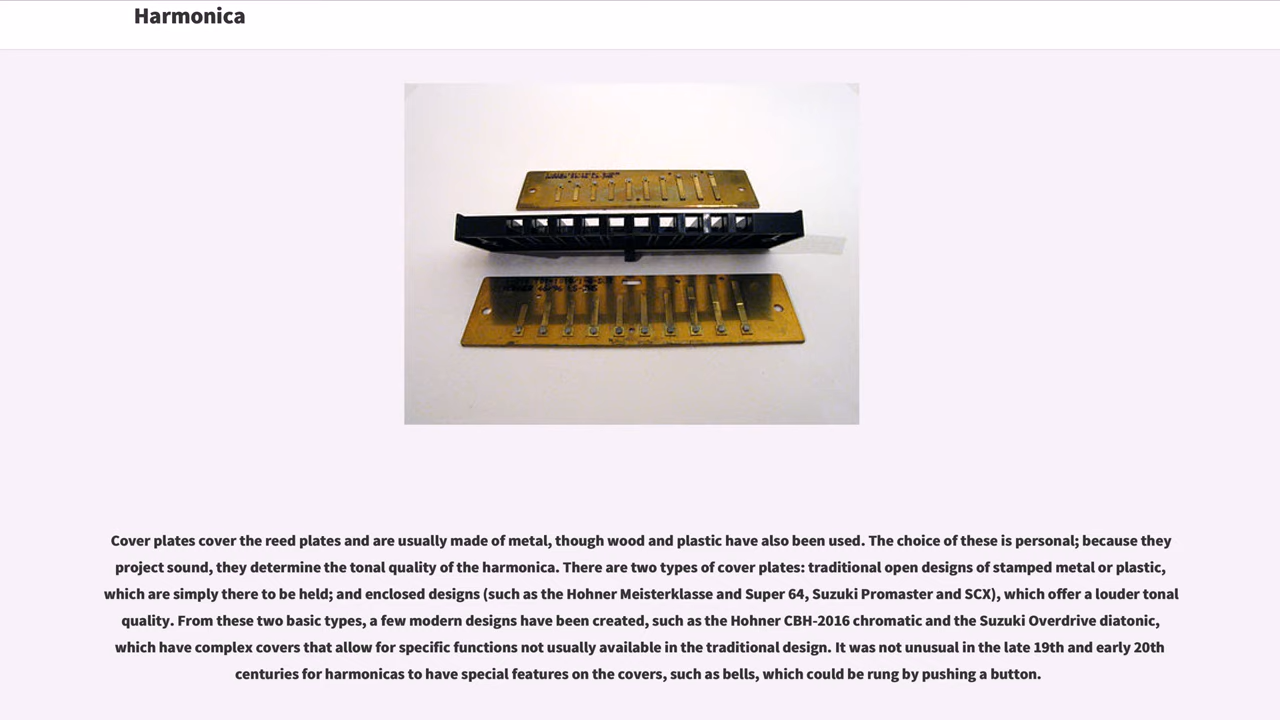 Harmonica
Cover plates cover the reed plates and are usually made of metal, though wood and plastic have also been used. The choice of these is personal; because they
project sound, they determine the tonal quality of the harmonica. There are two types of cover plates: traditional open designs of stamped metal or plastic,
which are simply there to be held; and enclosed designs (such as the Hohner Meisterklasse and Super 64, Suzuki Promaster and SCX), which offer a louder tonal
quality. From these two basic types, a few modern designs have been created, such as the Hohner CBH-2016 chromatic and the Suzuki Overdrive diatonic,
which have complex covers that allow for specific functions not usually available in the traditional design. It was not unusual in the late 19th and early 20th
centuries for harmonicas to have special features on the covers, such as bells, which could be rung by pushing a button.